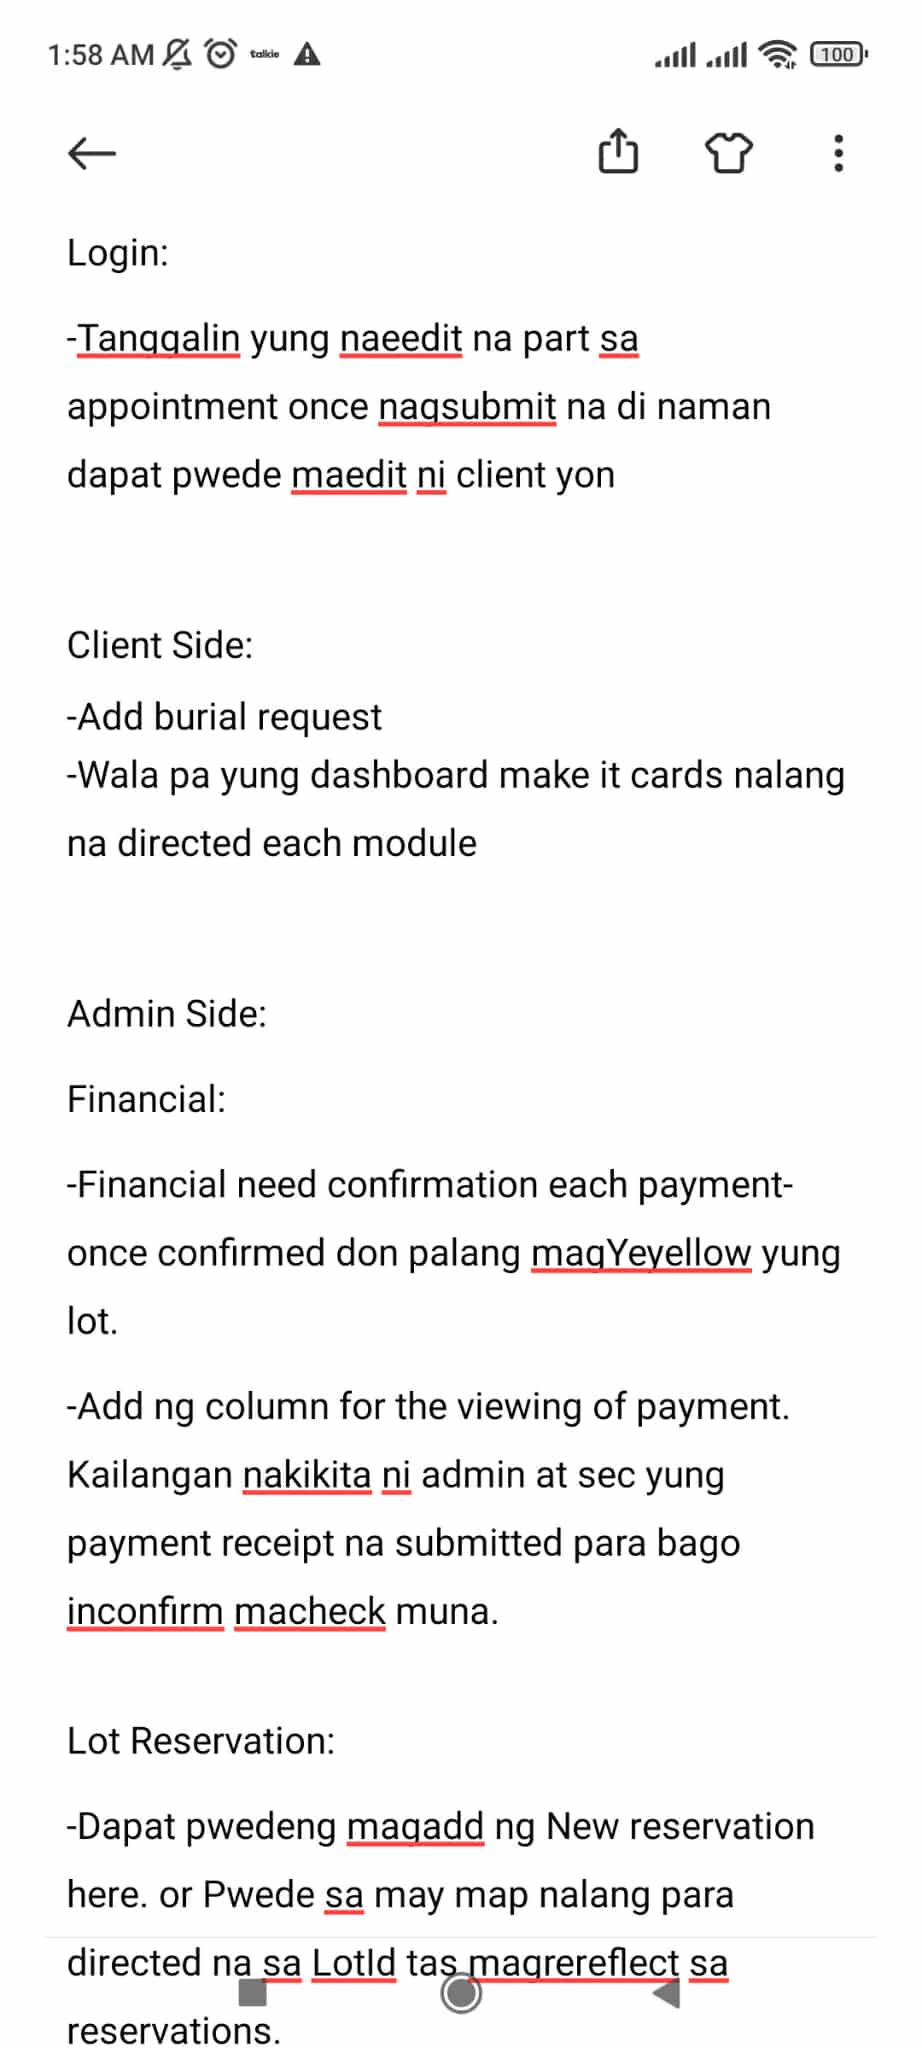 1:58 AM talkie 100
Login:
-Tanggalin yung naeedit na part sa
appointment once nagsubmit na di naman
dapat pwede maedit ni client yon
Client Side:
-Add burial request
-Wala pa yung dashboard make it cards nalang
na directed each module
Admin Side:
Financial:
-Financial need confirmation each payment-
once confirmed don palang magYeyellow yung
lot.
-Add ng column for the viewing of payment.
Kailangan nakikita ni admin at sec yung
payment receipt na submitted para bago
inconfirm macheck muna.
Lot Reservation:
-Dapat pwedeng magadd ng New reservation
here. or Pwede sa may map nalang para
directed na sa LotId tas magrereflect sa
reservations.